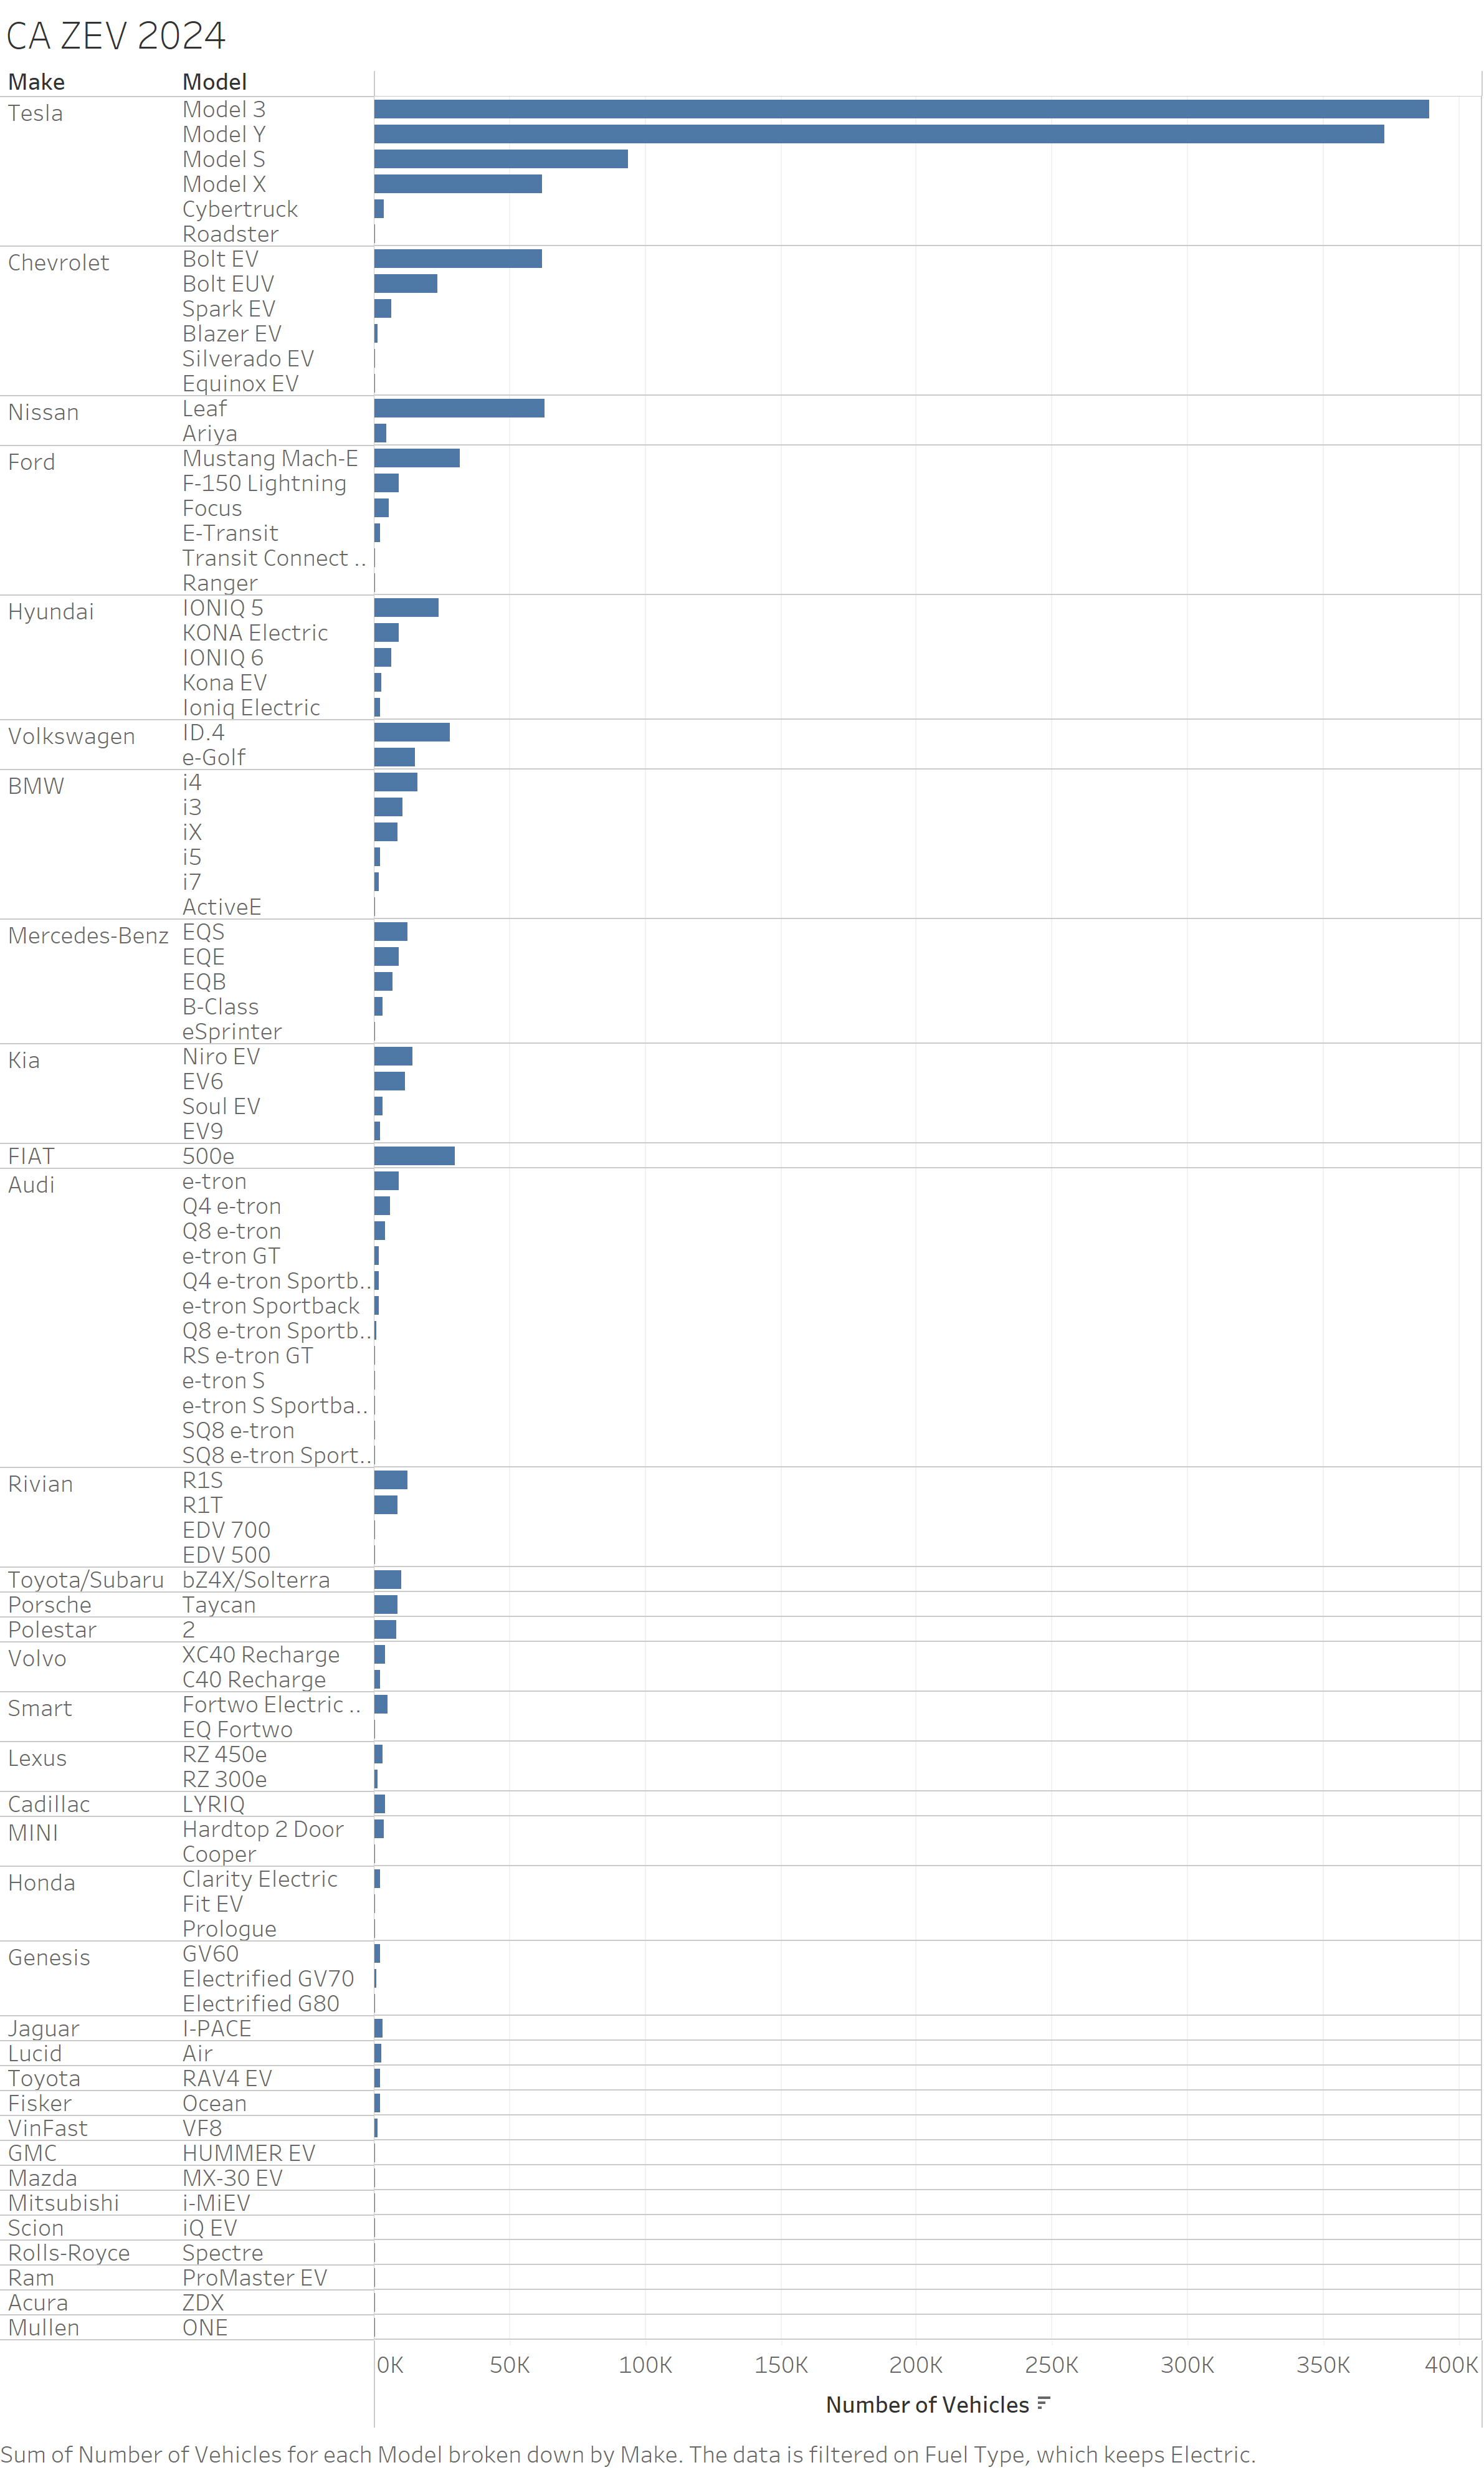 CA ZEV 2024
Make Model
Tesla Model 3
Model Y
Model S
Model X
Cybertruck
Roadster
Chevrolet Bolt EV
Bolt EUV
Spark EV
Blazer EV
Silverado EV
Equinox EV
Nissan Leaf
Ariya
Ford Mustang Mach-E
F-150 Lightning
Focus
E-Transit
Transit Connect ..
Ranger
Hyundai IONIQ 5
KONA Electric
IONIQ 6
Kona EV
Ioniq Electric
Volkswagen ID.4
e-Golf
BMW i4
i3
iX
i5
i7
ActiveE
Mercedes-Benz EQS
EQE
EQB
B-Class
eSprinter
Kia Niro EV
EV6
Soul EV
EV9
FIAT 500e
Audi e-tron
Q4 e-tron
Q8 e-tron
e-tron GT
Q4 e-tron Sportb..
e-tron Sportback
Q8 e-tron Sportb..
RS e-tron GT
e-tron S
e-tron S Sportba..
SQ8 e-tron
SQ8 e-tron Sport..
Rivian R1S
R1T
EDV 700
EDV 500
Toyota/Subaru bZ4X/Solterra
Porsche Taycan
Polestar 2
Volvo XC40 Recharge
C40 Recharge
Smart Fortwo Electric ..
EQ Fortwo
Lexus RZ 450e
RZ 300e
Cadillac LYRIQ
MINI Hardtop 2 Door
Cooper
Honda Clarity Electric
Fit EV
Prologue
Genesis GV60
Electrified GV70
Electrified G80
Jaguar I-PACE
Lucid Air
Toyota RAV4 EV
Fisker Ocean
VinFast VF8
GMC HUMMER EV
Mazda MX-30 EV
Mitsubishi i-MiEV
Scion iQ EV
Rolls-Royce Spectre
Ram ProMaster EV
Acura ZDX
Mullen ONE
0K 50K 100K 150K 200K 250K 300K 350K 400K
Number of Vehicles
Sum of Number of Vehicles for each Model broken down by Make. The data is filtered on Fuel Type, which keeps Electric.